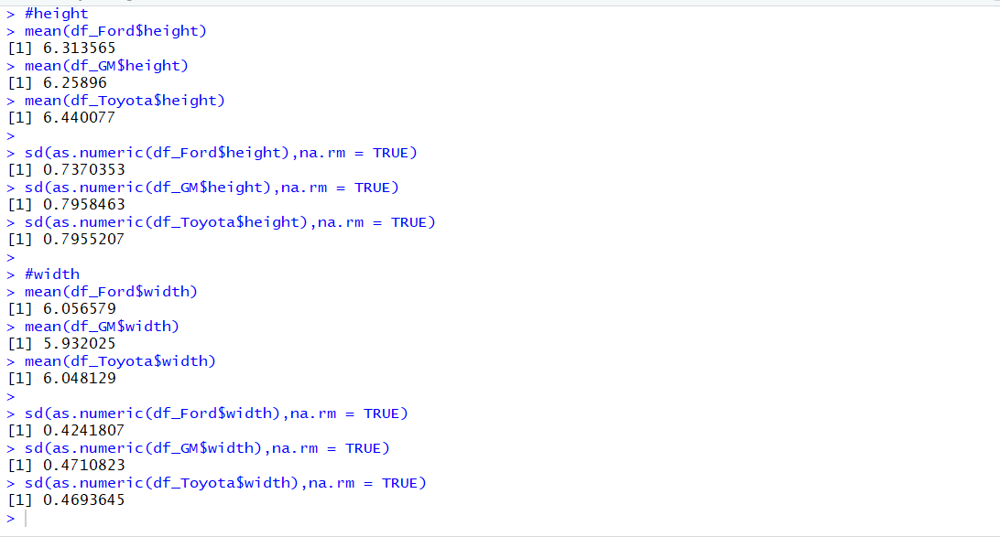 > #height
> mean(df_Ford$height)
[1] 6.313565
> mean(df_GM$height)
[1] 6.25896
> mean(df_Toyota$height)
[1] 6.440077
>
> sd(as.numeric(df_Ford$height),na.rm = TRUE)
[1] 0.7370353
> sd(as.numeric(df_GM$height),na.rm = TRUE)
[1] 0.7958463
> sd(as.numeric(df_Toyota$height),na.rm = TRUE)
[1] 0.7955207
>
> #width
> mean(df_Ford$width)
[1] 6.056579
> mean(df_GM$width)
[1] 5.932025
> mean(df_Toyota$width)
[1] 6.048129
>
> sd(as.numeric(df_Ford$width),na.rm = TRUE)
[1] 0.4241807
> sd(as.numeric(df_GM$width),na.rm = TRUE)
[1] 0.4710823
> sd(as.numeric(df_Toyota$width),na.rm = TRUE)
[1] 0.4693645
>